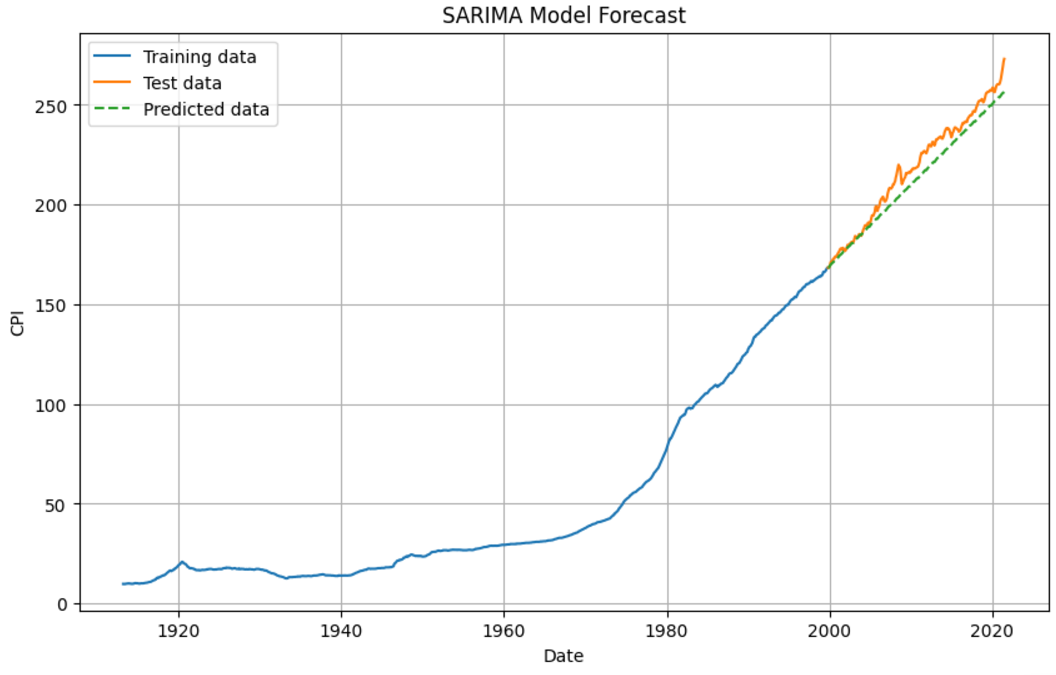 SARIMA Model Forecast
Training data
Test data
Predicted data
250
200
150
100
50
0
CPI
1920 1940 1960 1980 2000 2020
Date